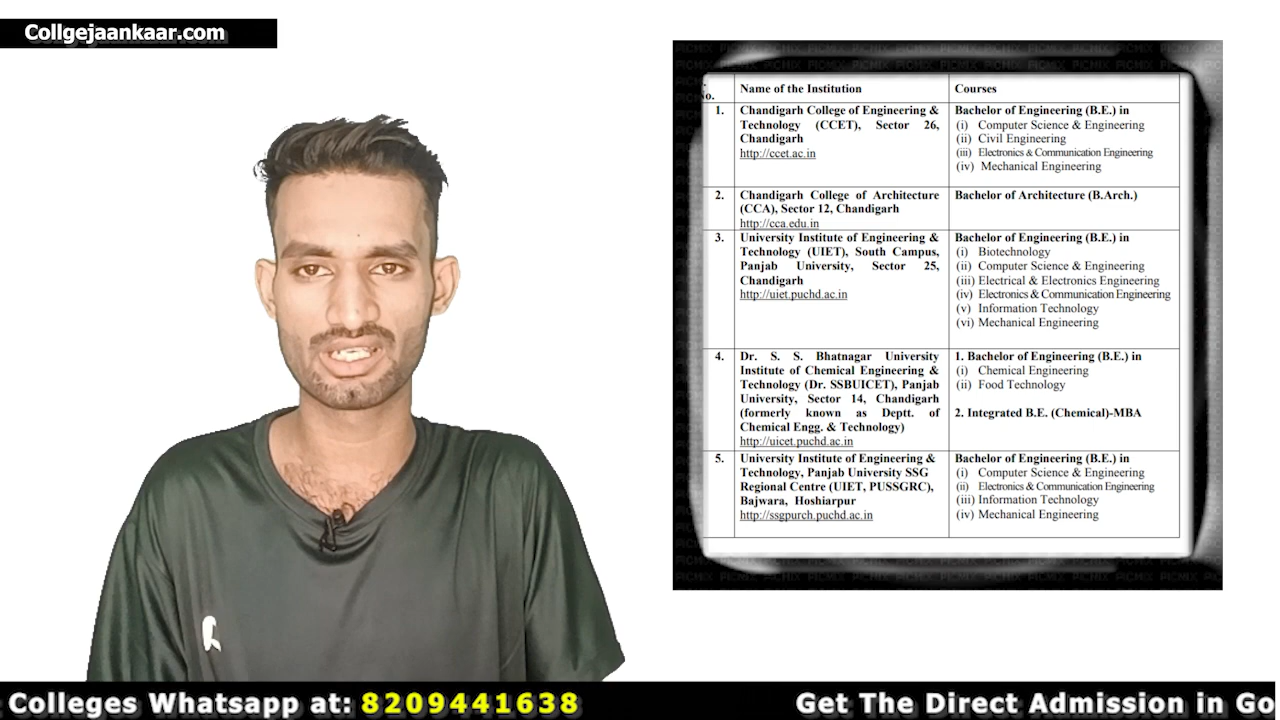 Collgejaankaar.com
No.
Name of the Institution
Courses
1.
Chandigarh College of Engineering &
Technology (CCET), Sector 26,
Chandigarh
http://ccet.ac.in
Bachelor of Engineering (B.E.) in
(i) Computer Science & Engineering
(ii) Civil Engineering
(iii) Electronics & Communication Engineering
(iv) Mechanical Engineering
2.
Chandigarh College of Architecture
(CCA), Sector 12, Chandigarh
http://cca.edu.in
Bachelor of Architecture (B.Arch.)
3.
University Institute of Engineering &
Technology (UIET), South Campus,
Panjab University, Sector 25,
Chandigarh
http://uiet.puchd.ac.in
Bachelor of Engineering (B.E.) in
(i) Biotechnology
(ii) Computer Science & Engineering
(iii) Electrical & Electronics Engineering
(iv) Electronics & Communication Engineering
(v) Information Technology
(vi) Mechanical Engineering
4.
Dr. S. S. Bhatnagar University
Institute of Chemical Engineering &
Technology (Dr. SSBUICET), Panjab
University, Sector 14, Chandigarh
(formerly known as Deptt. of
Chemical Engg. & Technology)
http://uicet.puchd.ac.in
1. Bachelor of Engineering (B.E.) in
(i) Chemical Engineering
(ii) Food Technology
2. Integrated B.E. (Chemical)-MBA
5.
University Institute of Engineering &
Technology, Panjab University SSG
Regional Centre (UIET, PUSSGRC),
Bajwara, Hoshiarpur
http://ssgpurch.puchd.ac.in
Bachelor of Engineering (B.E.) in
(i) Computer Science & Engineering
(ii) Electronics & Communication Engineering
(iii) Information Technology
(iv) Mechanical Engineering
Colleges Whatsapp at: 8209441638 Get The Direct Admission in Go